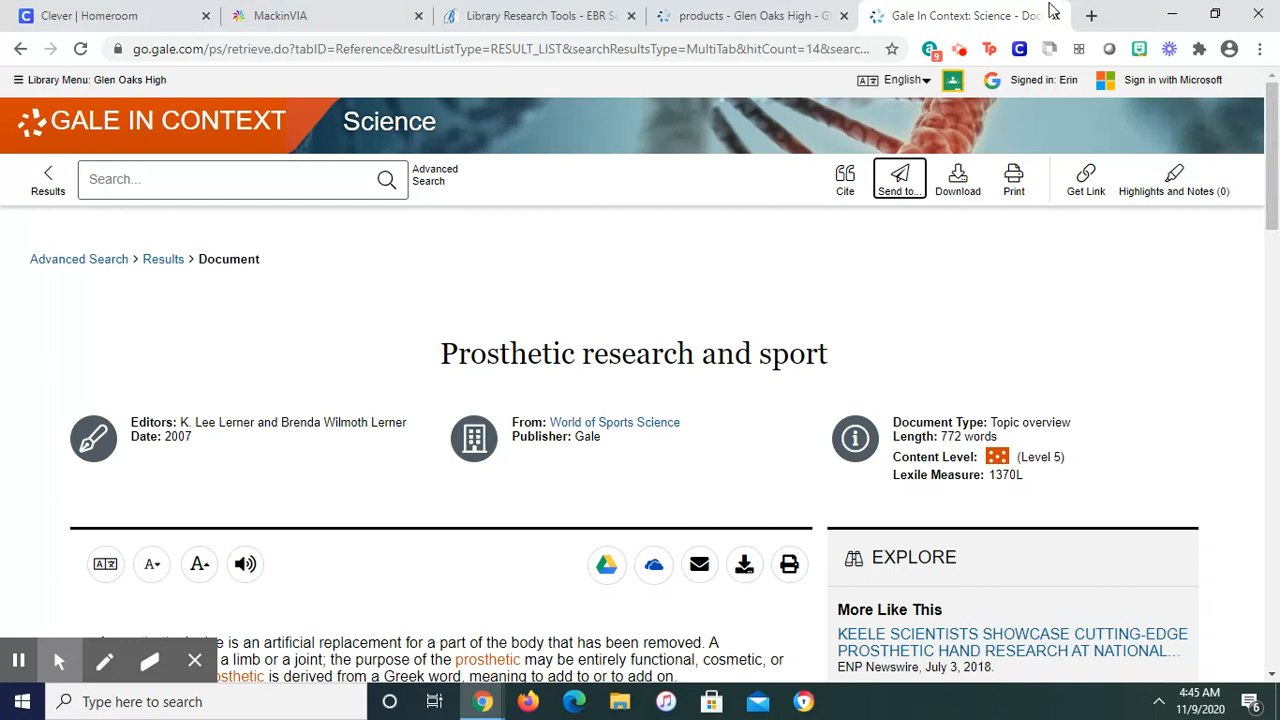 Clever | Homeroom
MackinVIA
Library Research Tools - EBR Sc
products - Glen Oaks High - Gl
Gale In Context: Science - Doc
go.gale.com/ps/retrieve.do?tabID=Reference&resultListType=RESULT_LIST&searchResultsType=MultiTab&hitCount=14&searc...
9
Library Menu: Glen Oaks High
English
Signed in: Erin
Sign in with Microsoft
GALE IN CONTEXT
Science
Results
Search...
Advanced
Search
Cite
Send to...
Download
Print
Get Link
Highlights and Notes (0)
Advanced Search > Results > Document
Prosthetic research and sport
Editors: K. Lee Lerner and Brenda Wilmoth Lerner
Date: 2007
From: World of Sports Science
Publisher: Gale
Document Type: Topic overview
Length: 772 words
Content Level: (Level 5)
Lexile Measure: 1370L
A
A
EXPLORE
More Like This
KEELE SCIENTISTS SHOWCASE CUTTING-EDGE
PROSTHETIC HAND RESEARCH AT NATIONAL...
ENP Newswire, July 3, 2018.
is an artificial replacement for a part of the body that has been removed. A
a limb or a joint; the purpose of the prosthetic may be entirely functional, cosmetic, or
is derived from a Greek word, meaning to add to or to add on.
Type here to search
4:45 AM
11/9/2020
6